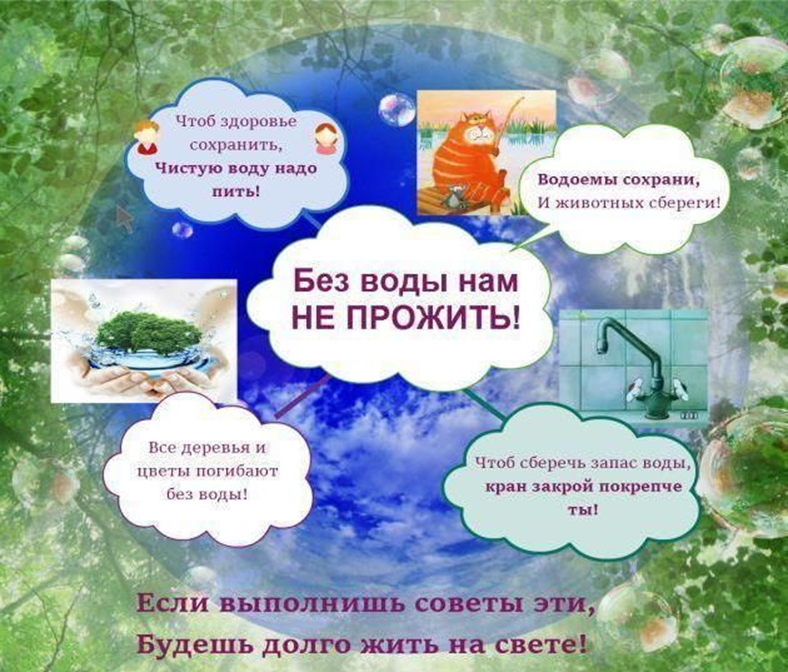 Чтоб здоровье
сохранить,
Чистую воду надо
пить!
Водоемы сохрани,
И животных сбереги!
Без воды нам
НЕ ПРОЖИТЬ!
Все деревья и
цветы погибают
без воды!
Чтоб сберечь запас воды,
кран закрой покрепче
ты!
Если выполнишь советы эти,
Будешь долго жить на свете!